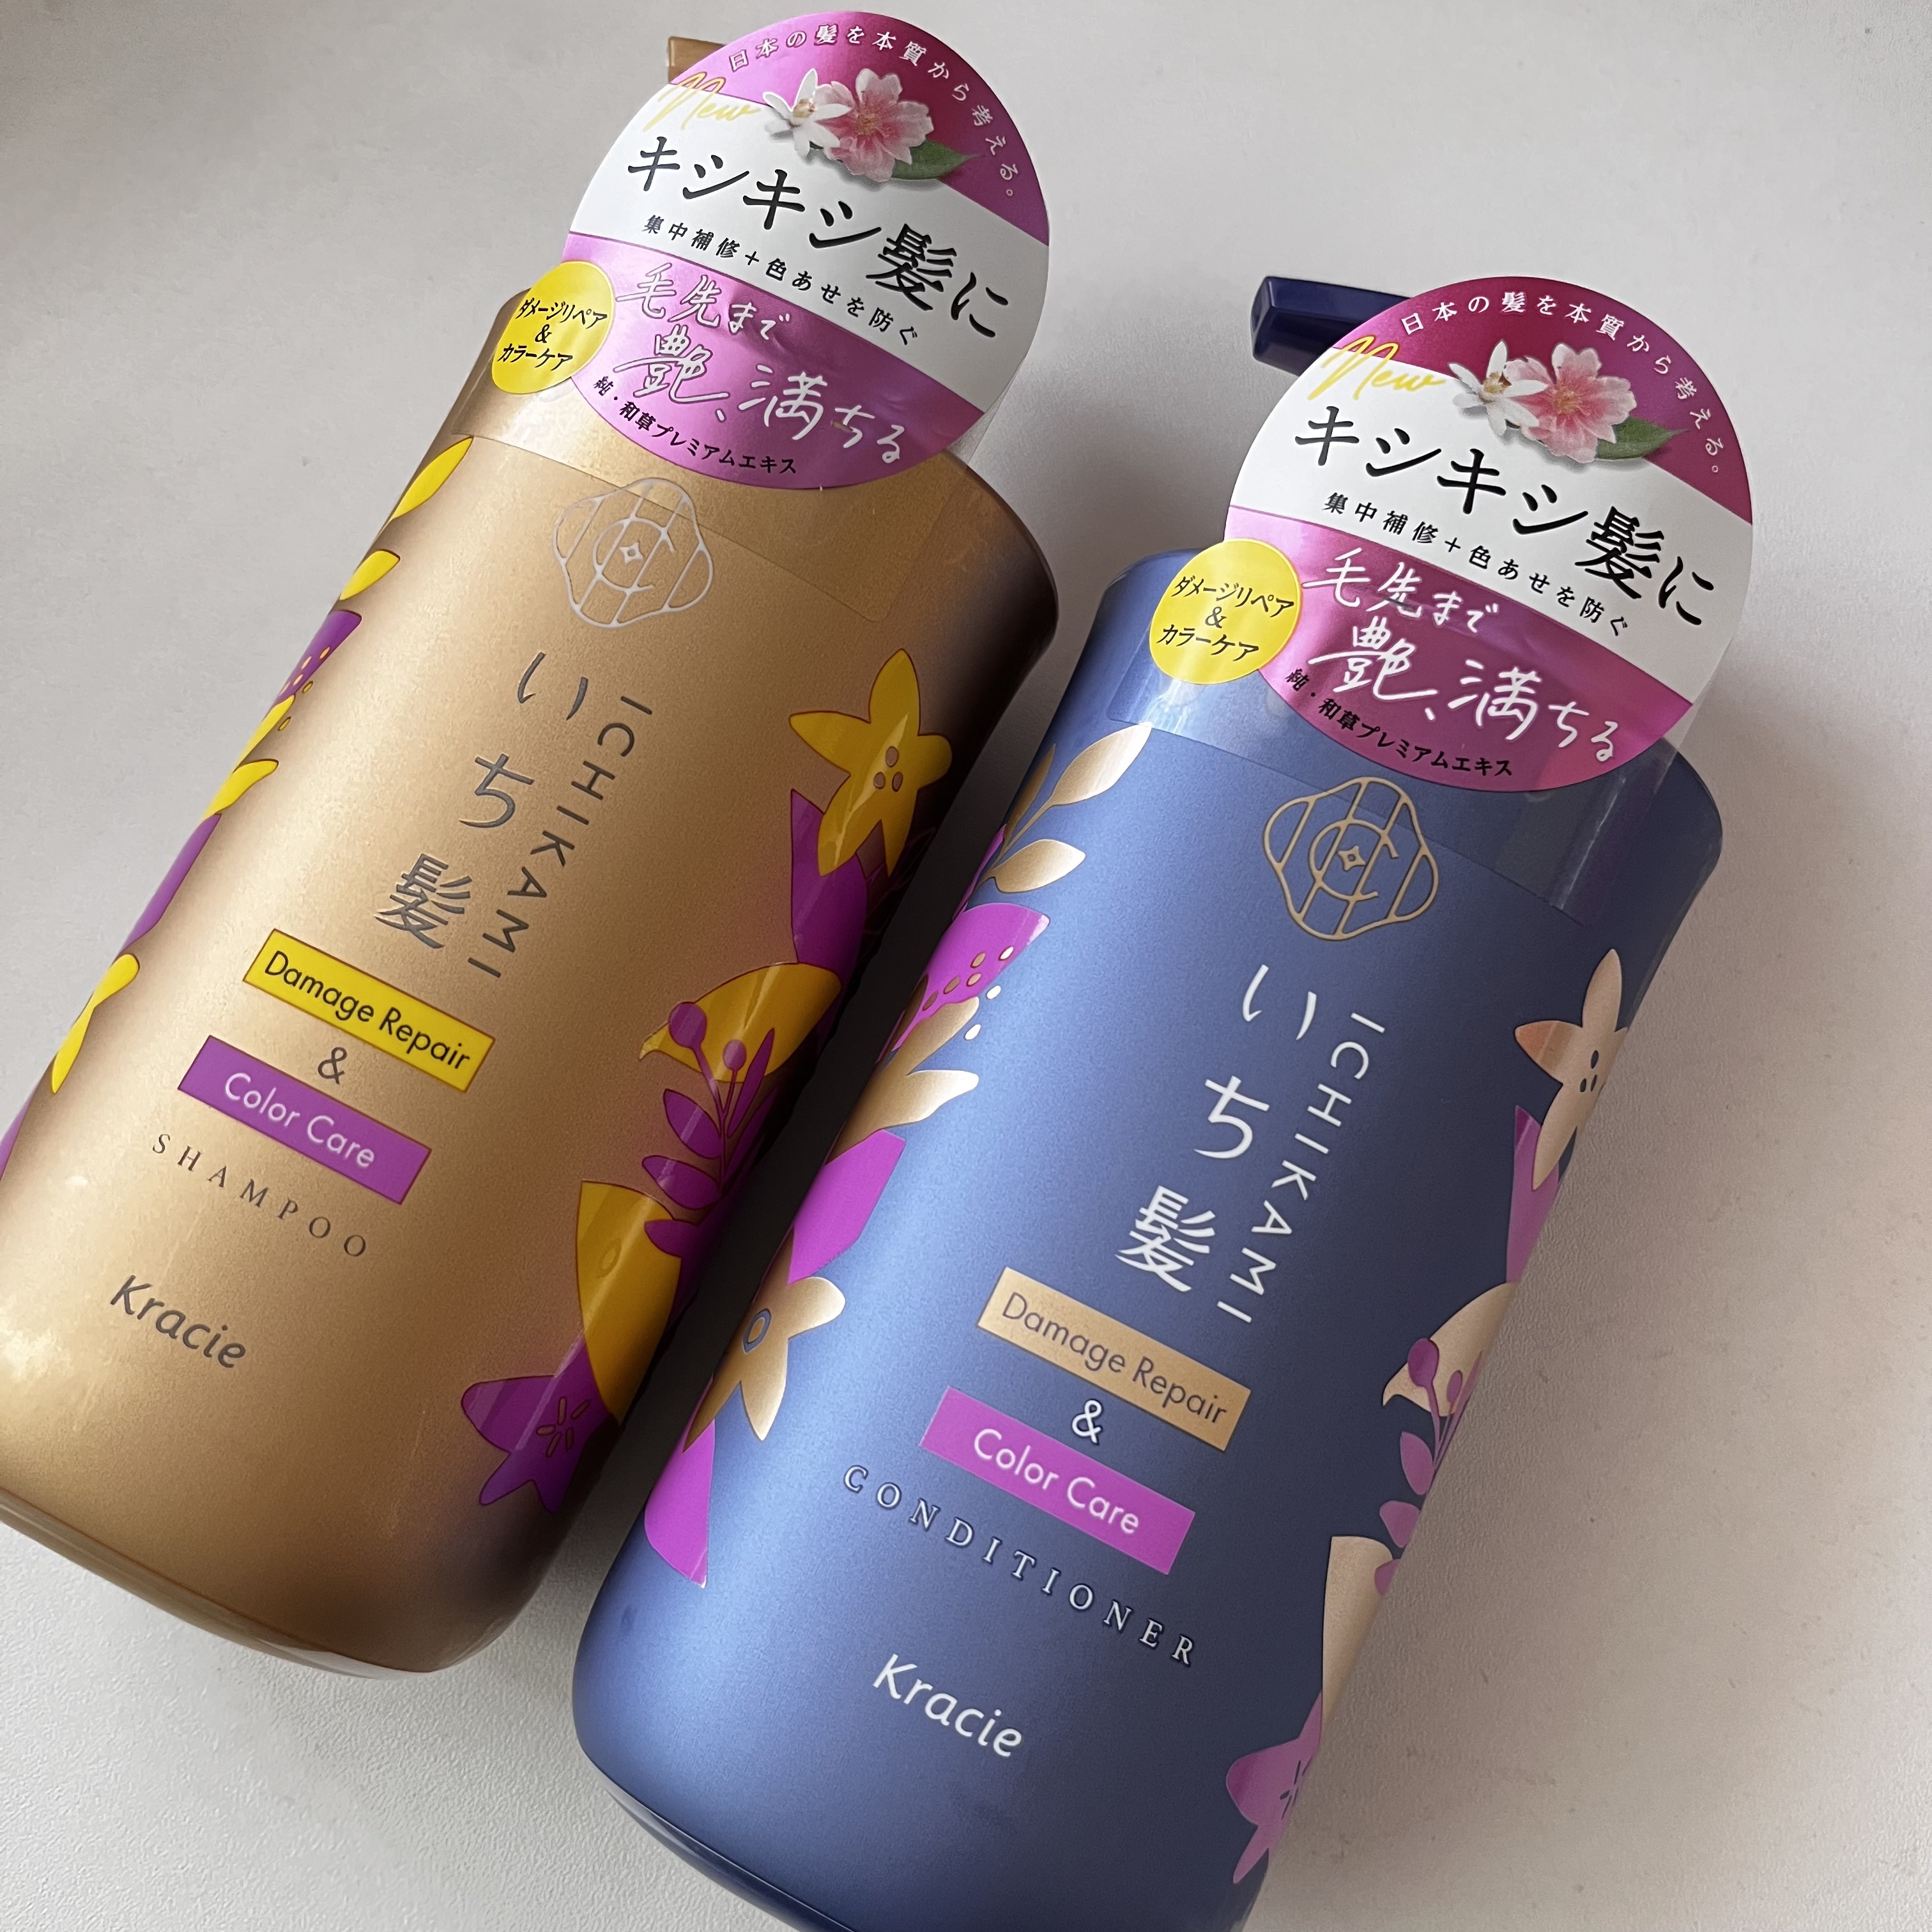 日本の髪を本質から考える。
New
キシキシ髪に
集中補修+色あせを防ぐ
ダメージリペア
&
カラーケア
毛先まで
艶、満ちる
純・和草プレミアムエキス
いち髪
ICHIKAMI
Damage Repair
&
Color Care
SHAMPOO
Kracie
日本の髪を本質から考える。
New
キシキシ髪に
集中補修+色あせを防ぐ
ダメージリペア
&
カラーケア
毛先まで
艶、満ちる
純・和草プレミアムエキス
いち髪
ICHIKAMI
Damage Repair
&
Color Care
CONDITIONER
Kracie